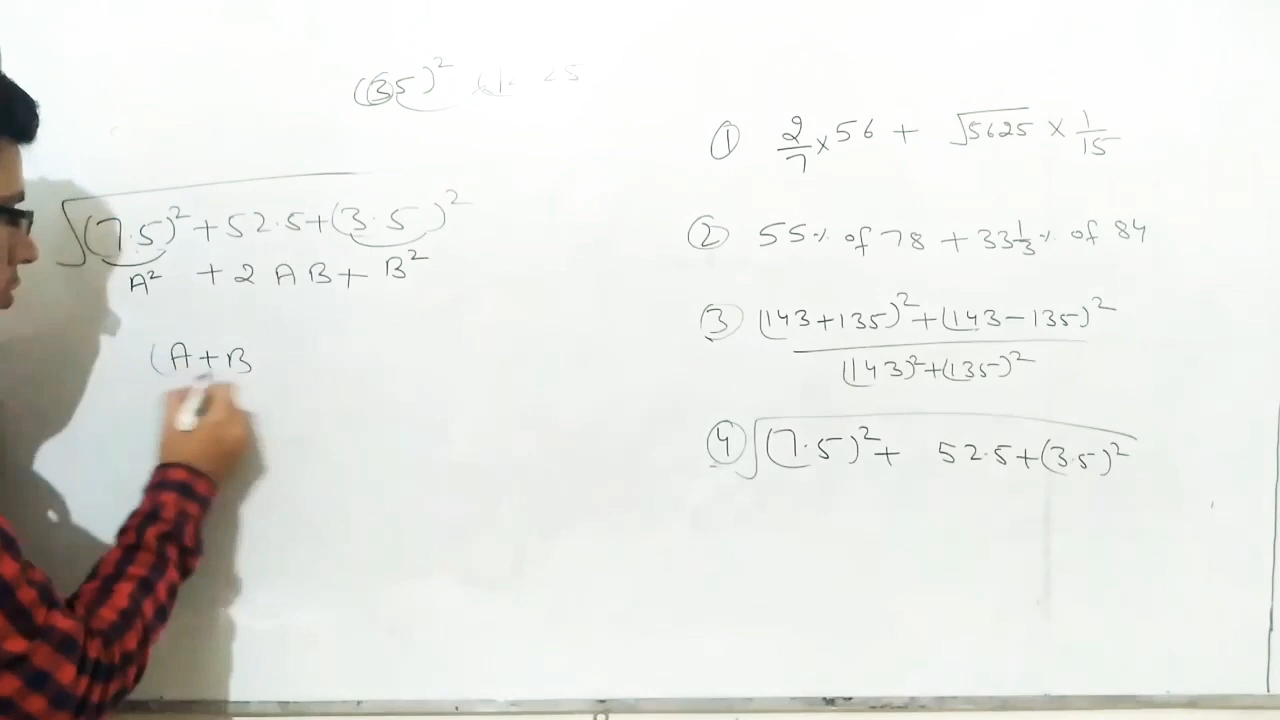 (35)²
√(7.5)² + 52.5 + (3.5)²
A² + 2AB + B²
(A+B
① 2/7 × 56 + √5625 × 1/15
② 55% of 78 + 33 1/3 % of 84
③ (143+135)² + (143-135)²
(143)² + (135)²
④ √(7.5)² + 52.5 + (3.5)²